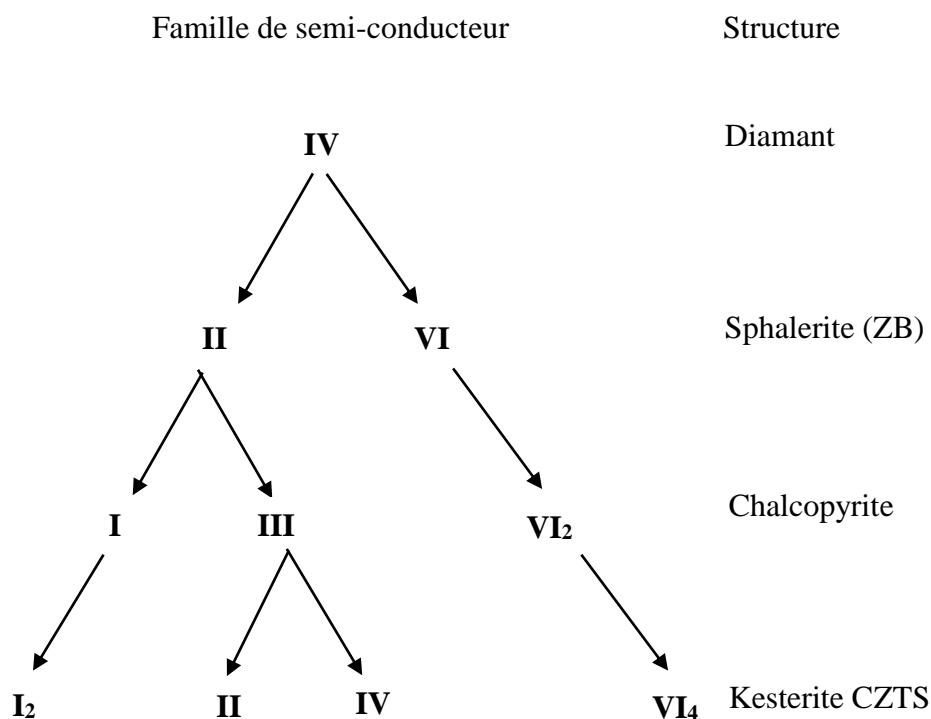 Famille de semi-conducteur Structure
IV Diamant
II VI Sphalerite (ZB)
I III VI₂ Chalcopyrite
I₂ II IV VI₄ Kesterite CZTS